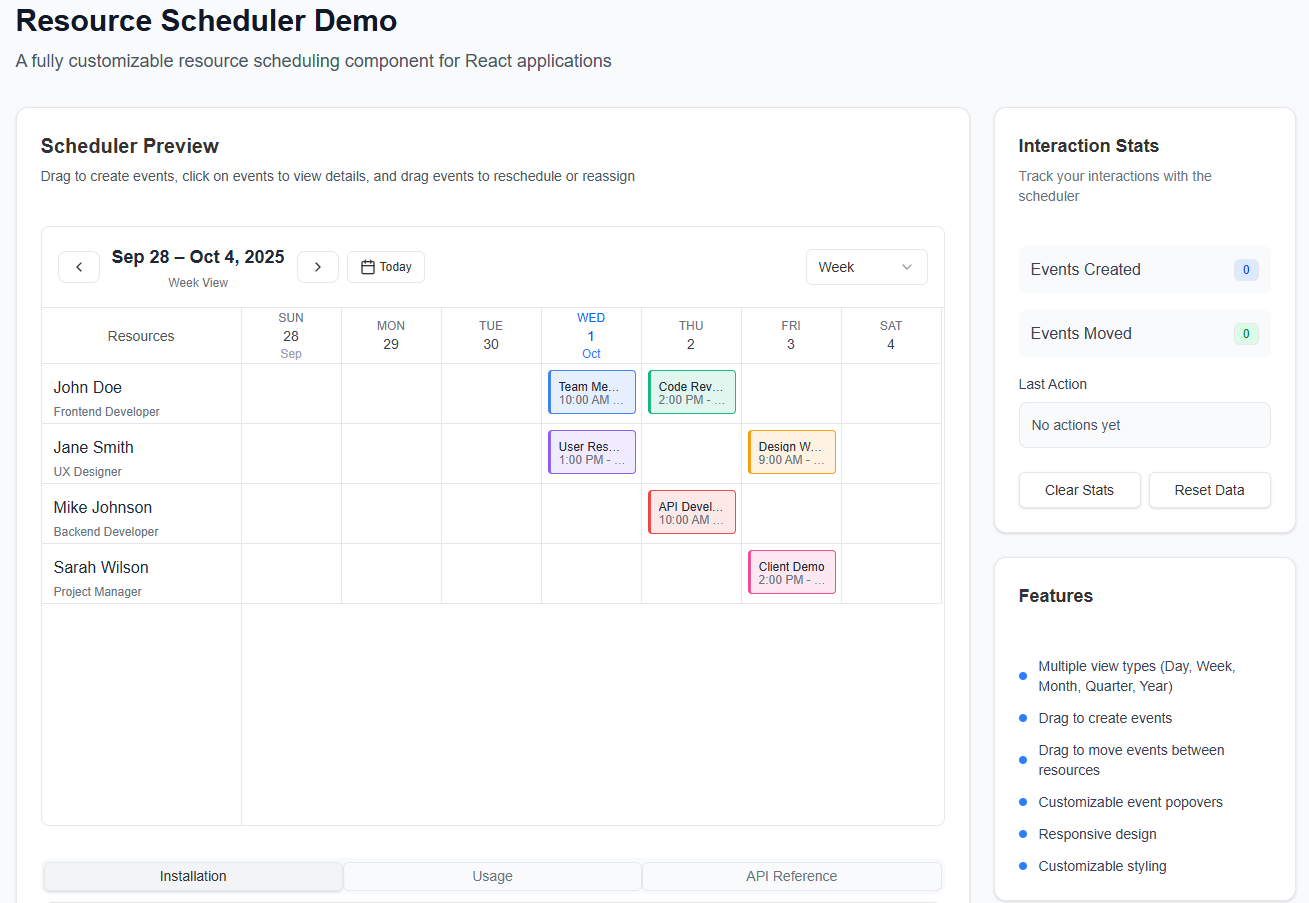 Resource Scheduler Demo
A fully customizable resource scheduling component for React applications
Scheduler Preview
Drag to create events, click on events to view details, and drag events to reschedule or reassign
Sep 28 – Oct 4, 2025
Week View
Today
Week
Resources
SUN
28
Sep
MON
29
TUE
30
WED
1
Oct
THU
2
FRI
3
SAT
4
John Doe
Frontend Developer
Team Me...
10:00 AM ...
Code Rev...
2:00 PM - ...
Jane Smith
UX Designer
User Res...
1:00 PM - ...
Design W...
9:00 AM - ...
Mike Johnson
Backend Developer
API Devel...
10:00 AM ...
Sarah Wilson
Project Manager
Client Demo
2:00 PM - ...
Installation
Usage
API Reference
Interaction Stats
Track your interactions with the
scheduler
Events Created
0
Events Moved
0
Last Action
No actions yet
Clear Stats
Reset Data
Features
Multiple view types (Day, Week,
Month, Quarter, Year)
Drag to create events
Drag to move events between
resources
Customizable event popovers
Responsive design
Customizable styling